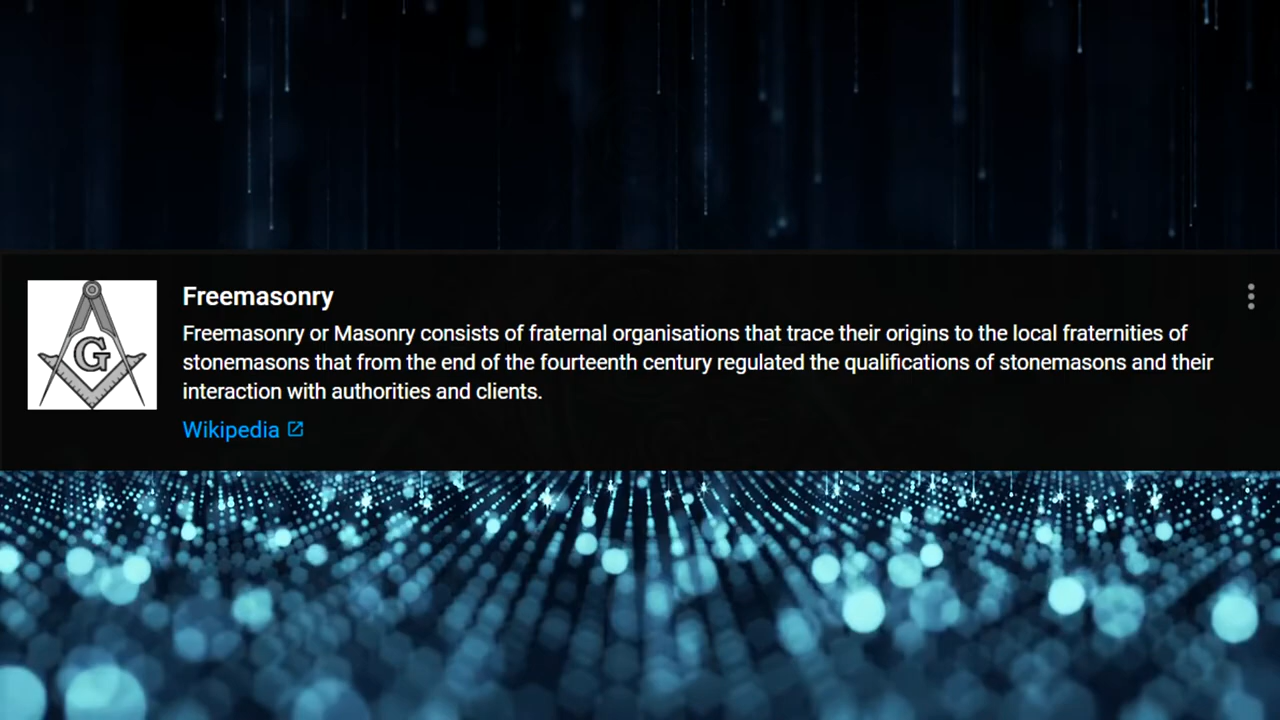 G
Freemasonry
Freemasonry or Masonry consists of fraternal organisations that trace their origins to the local fraternities of
stonemasons that from the end of the fourteenth century regulated the qualifications of stonemasons and their
interaction with authorities and clients.
Wikipedia